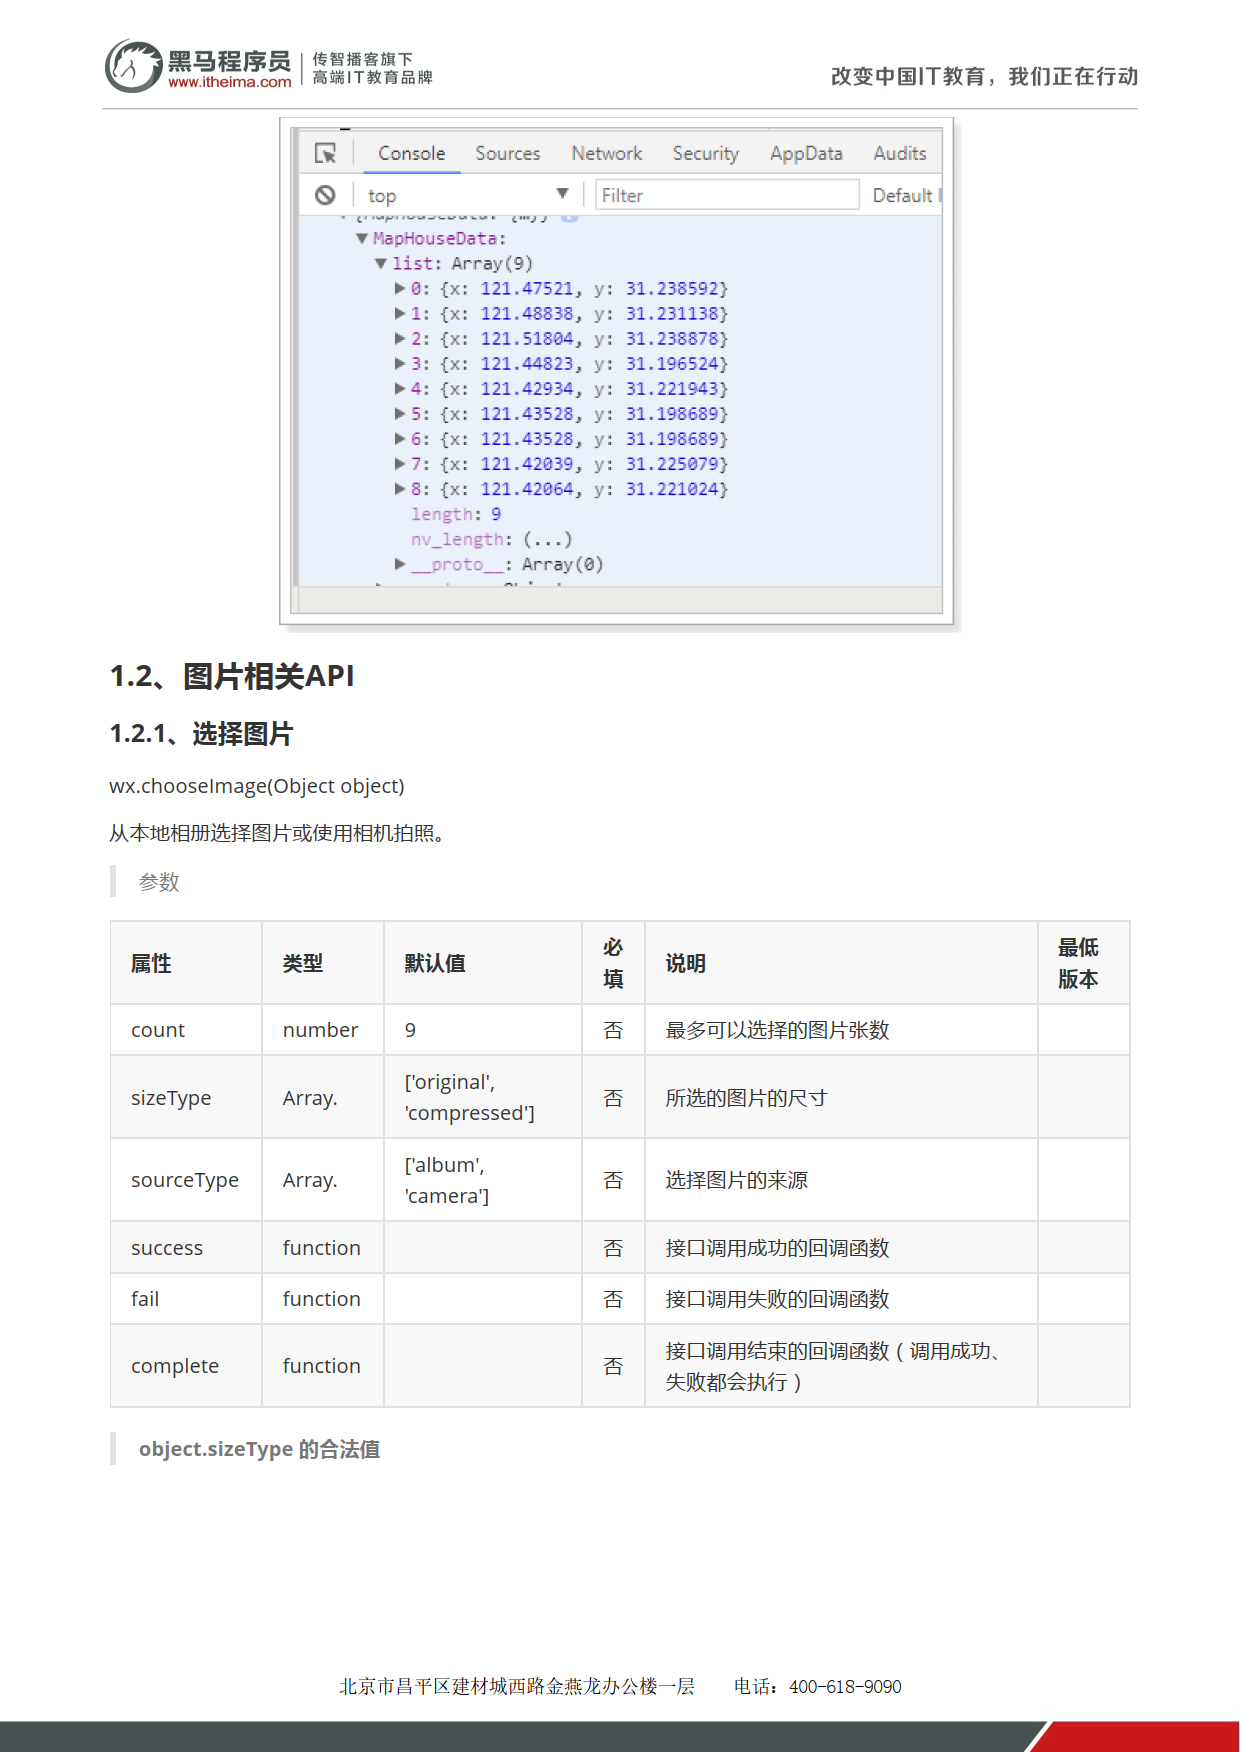 黑马程序员
www.itheima.com
传智播客旗下
高端IT教育品牌
改变中国IT教育，我们正在行动
Console Sources Network Security AppData Audits
top Filter Default
MapHouseData:
list: Array(9)
0: {x: 121.47521, y: 31.238592}
1: {x: 121.48838, y: 31.231138}
2: {x: 121.51804, y: 31.238878}
3: {x: 121.44823, y: 31.196524}
4: {x: 121.42934, y: 31.221943}
5: {x: 121.43528, y: 31.198689}
6: {x: 121.43528, y: 31.198689}
7: {x: 121.42039, y: 31.225079}
8: {x: 121.42064, y: 31.221024}
length: 9
nv_length: (...)
__proto__: Array(0)
1.2、图片相关API
1.2.1、选择图片
wx.chooseImage(Object object)
从本地相册选择图片或使用相机拍照。
参数
属性 类型 默认值 必填 说明 最低版本
count number 9 否 最多可以选择的图片张数
sizeType Array. ['original', 'compressed'] 否 所选的图片的尺寸
sourceType Array. ['album', 'camera'] 否 选择图片的来源
success function 否 接口调用成功的回调函数
fail function 否 接口调用失败的回调函数
complete function 否 接口调用结束的回调函数（调用成功、失败都会执行）
object.sizeType 的合法值
北京市昌平区建材城西路金燕龙办公楼一层 电话：400-618-9090